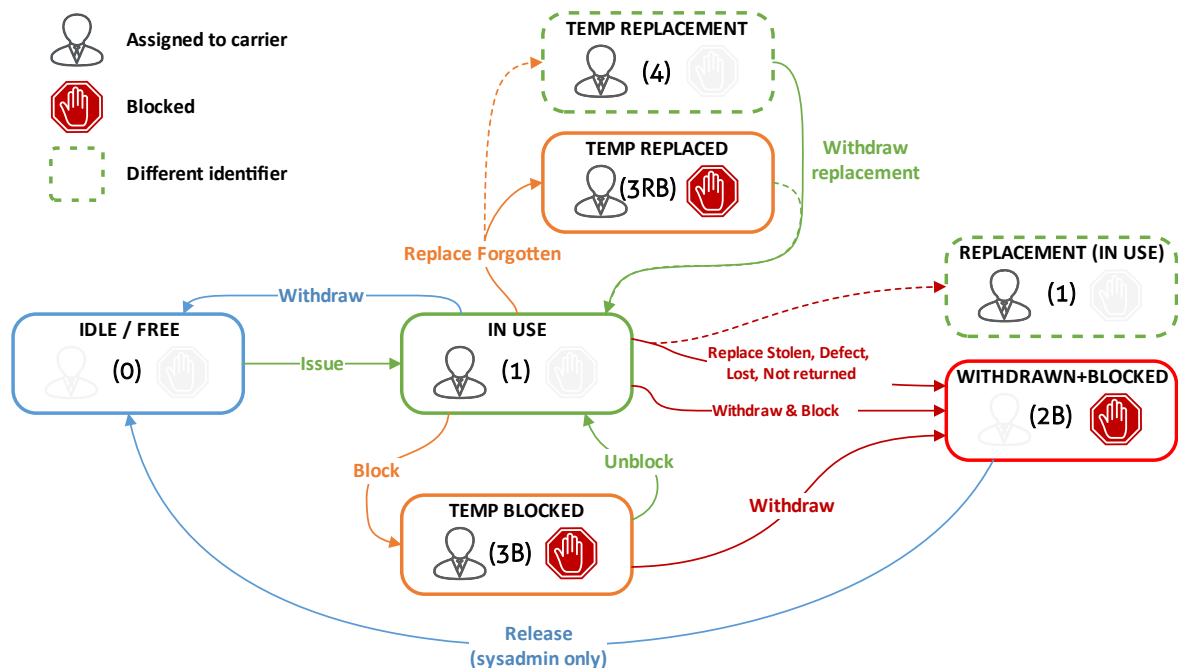 Assigned to carrier
Blocked
Different identifier
TEMP REPLACEMENT
(4)
TEMP REPLACED
(3RB)
Withdraw
replacement
Replace Forgotten
REPLACEMENT (IN USE)
(1)
Withdraw
IDLE / FREE
(0)
Issue
IN USE
(1)
Replace Stolen, Defect,
Lost, Not returned
Withdraw & Block
WITHDRAWN+BLOCKED
(2B)
Block
Unblock
TEMP BLOCKED
(3B)
Withdraw
Release
(sysadmin only)